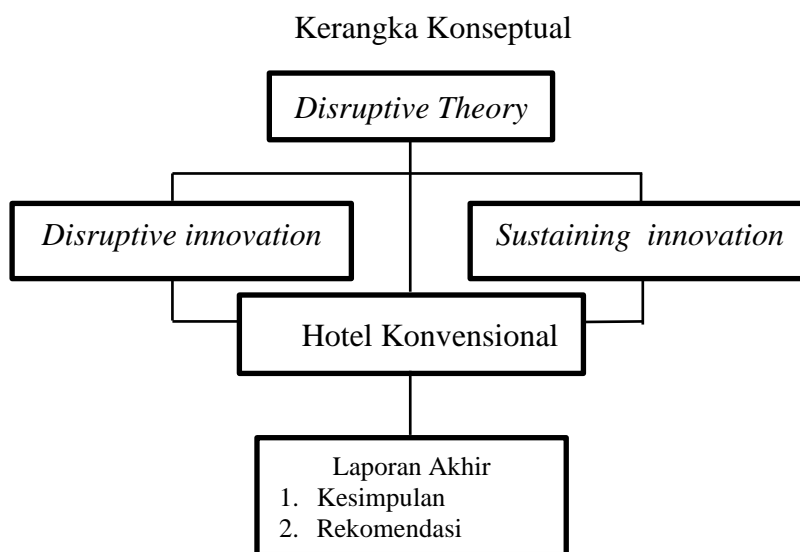 Kerangka Konseptual
Disruptive Theory
Disruptive innovation
Sustaining innovation
Hotel Konvensional
Laporan Akhir
1. Kesimpulan
2. Rekomendasi